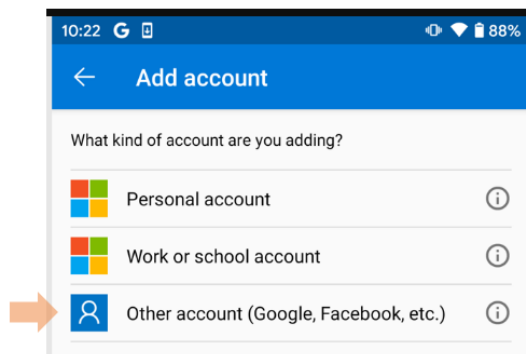 10:22 G 88%
Add account
What kind of account are you adding?
Personal account
Work or school account
Other account (Google, Facebook, etc.)